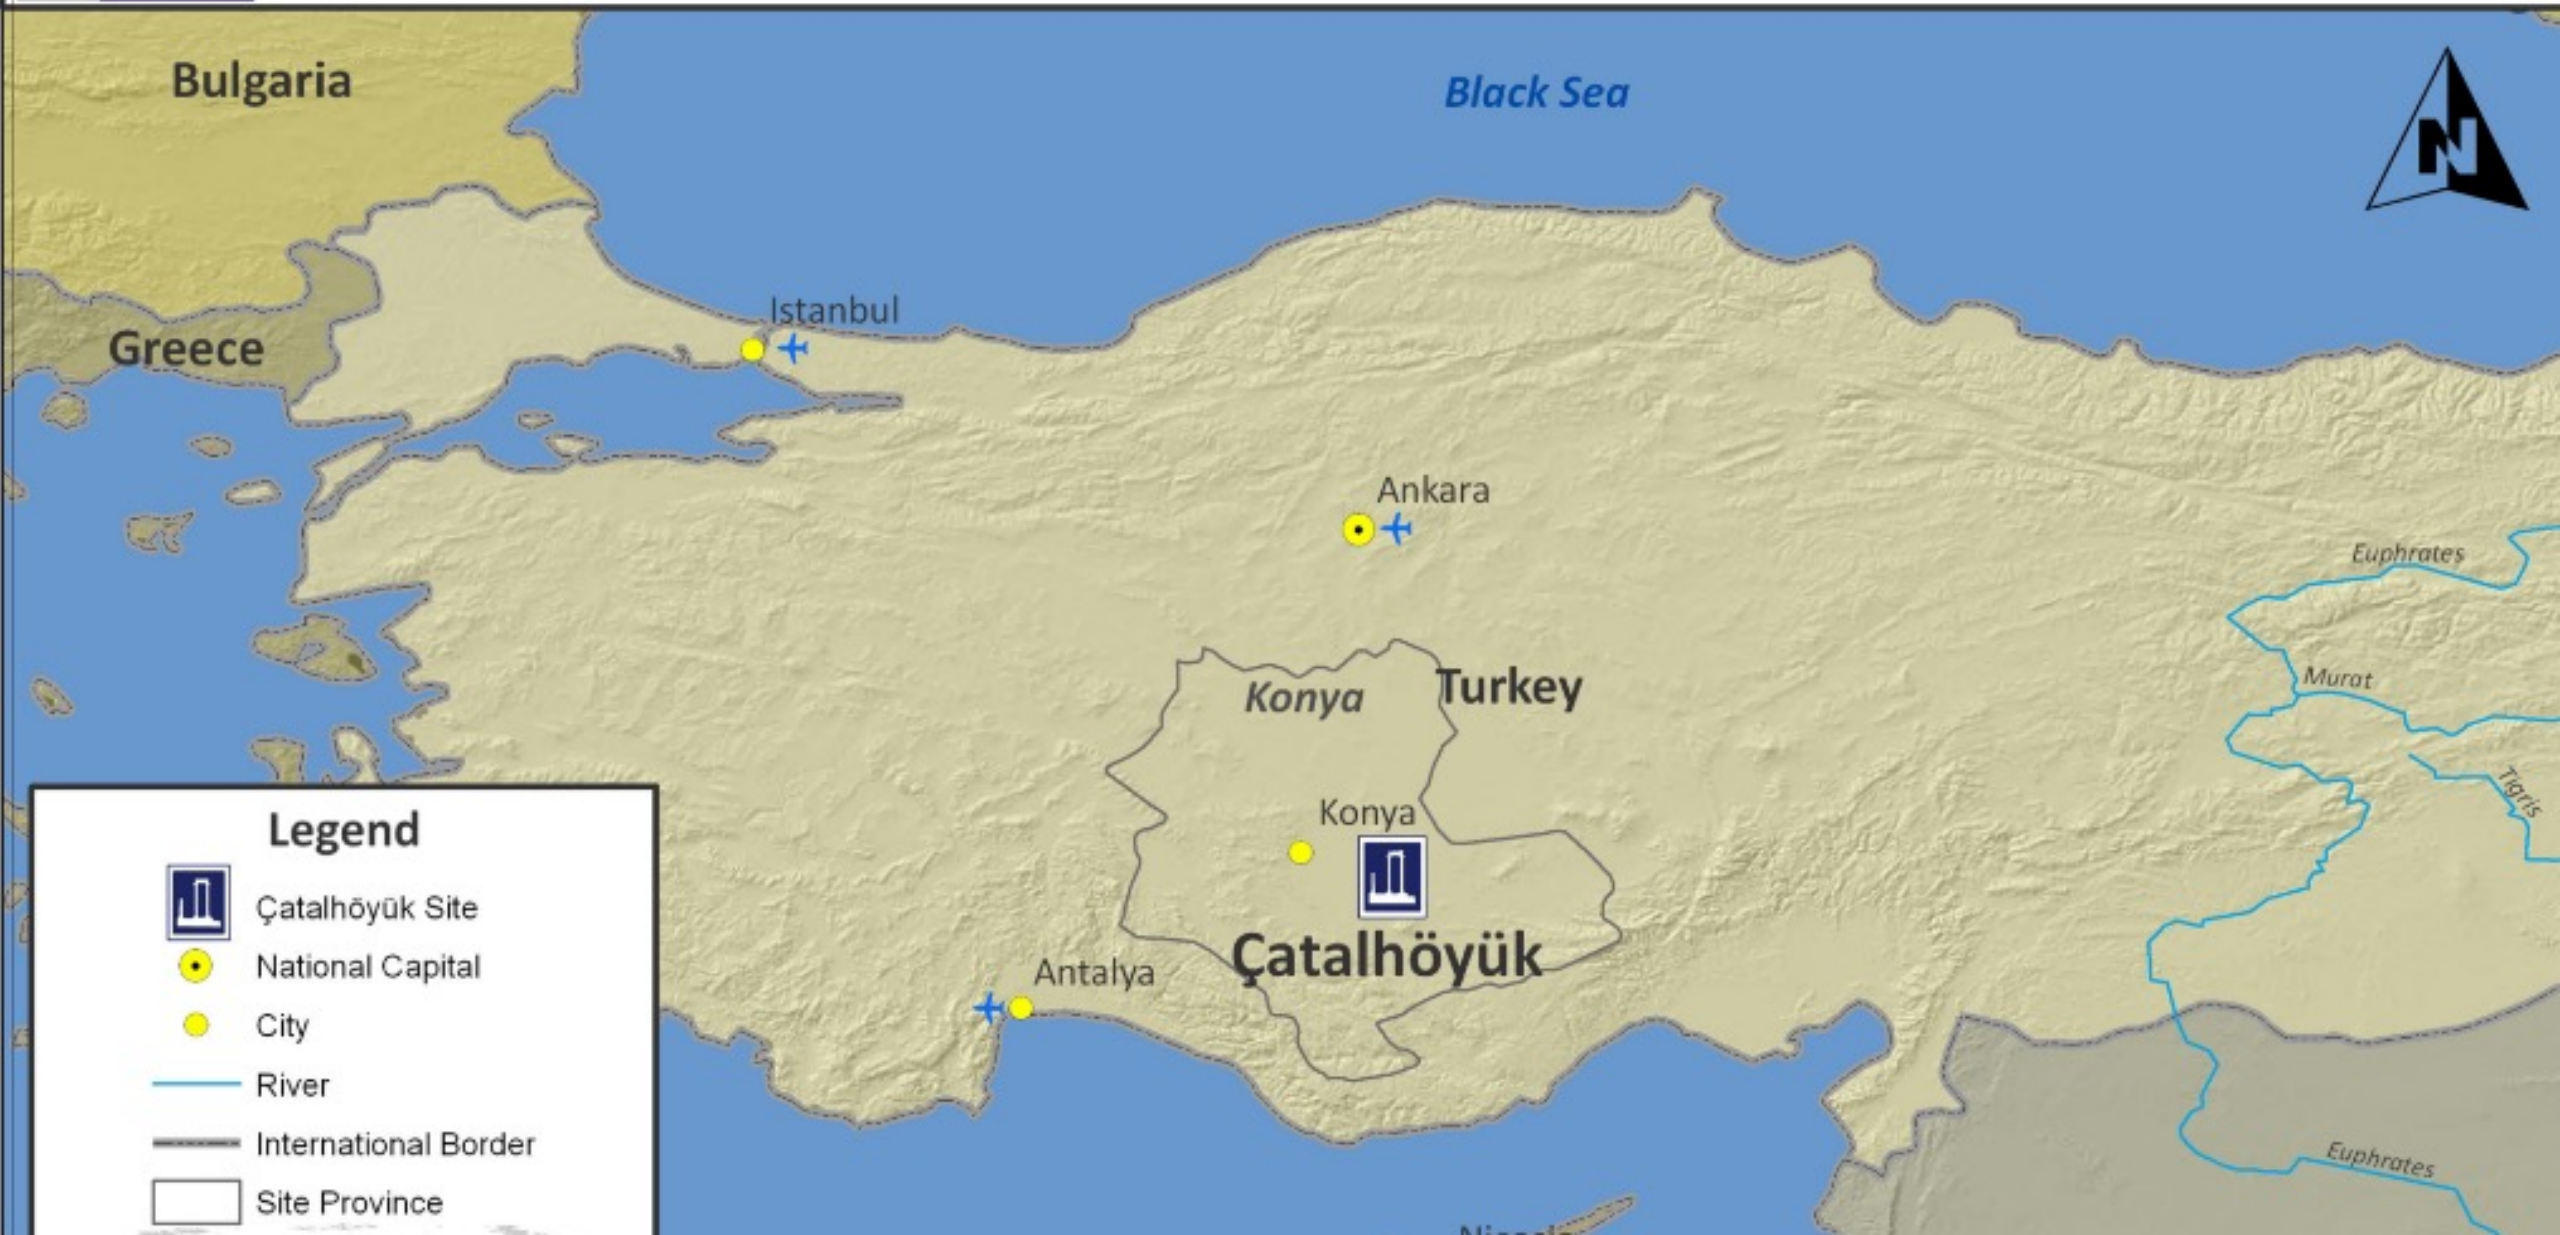 Bulgaria
Black Sea
N
Istanbul
Greece
Ankara
Euphrates
Murat
Turkey
Konya
Tigris
Konya
Çatalhöyük
Antalya
Euphrates
Legend
Çatalhöyük Site
National Capital
City
River
International Border
Site Province